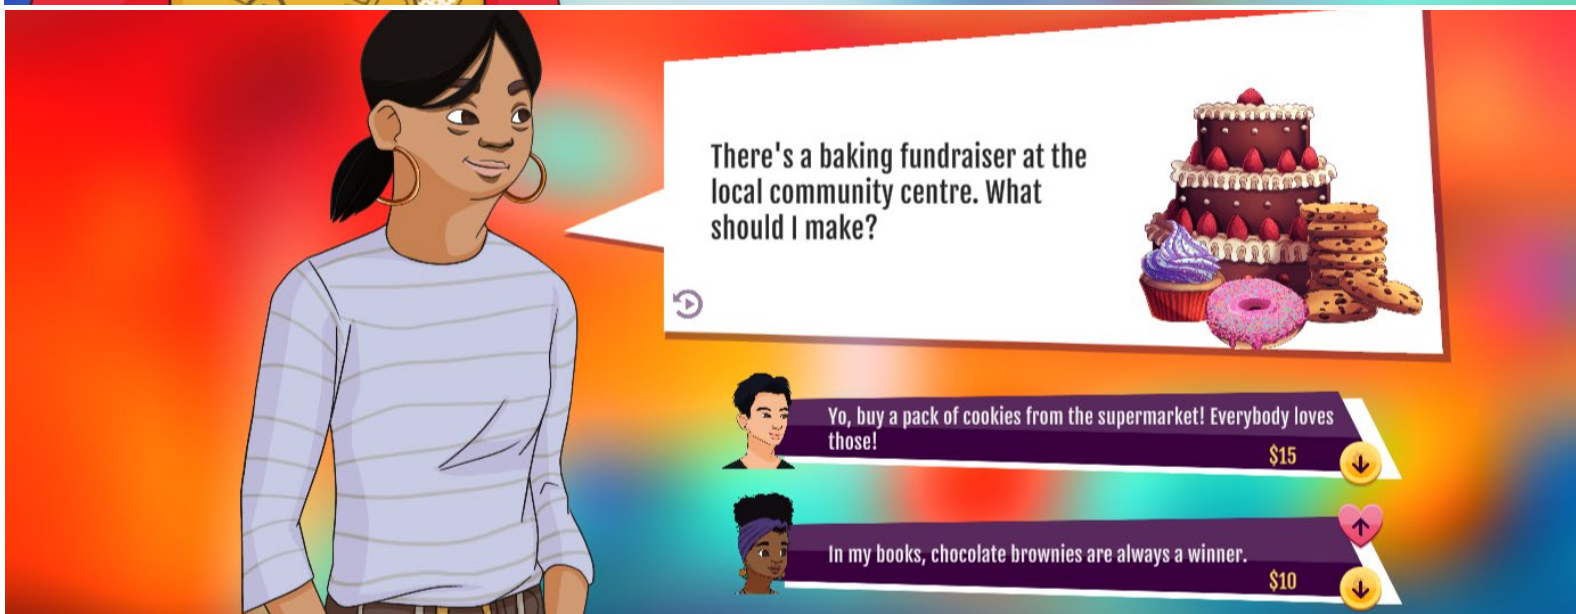 There's a baking fundraiser at the
local community centre. What
should I make?
Yo, buy a pack of cookies from the supermarket! Everybody loves
those!
$15
In my books, chocolate brownies are always a winner.
$10